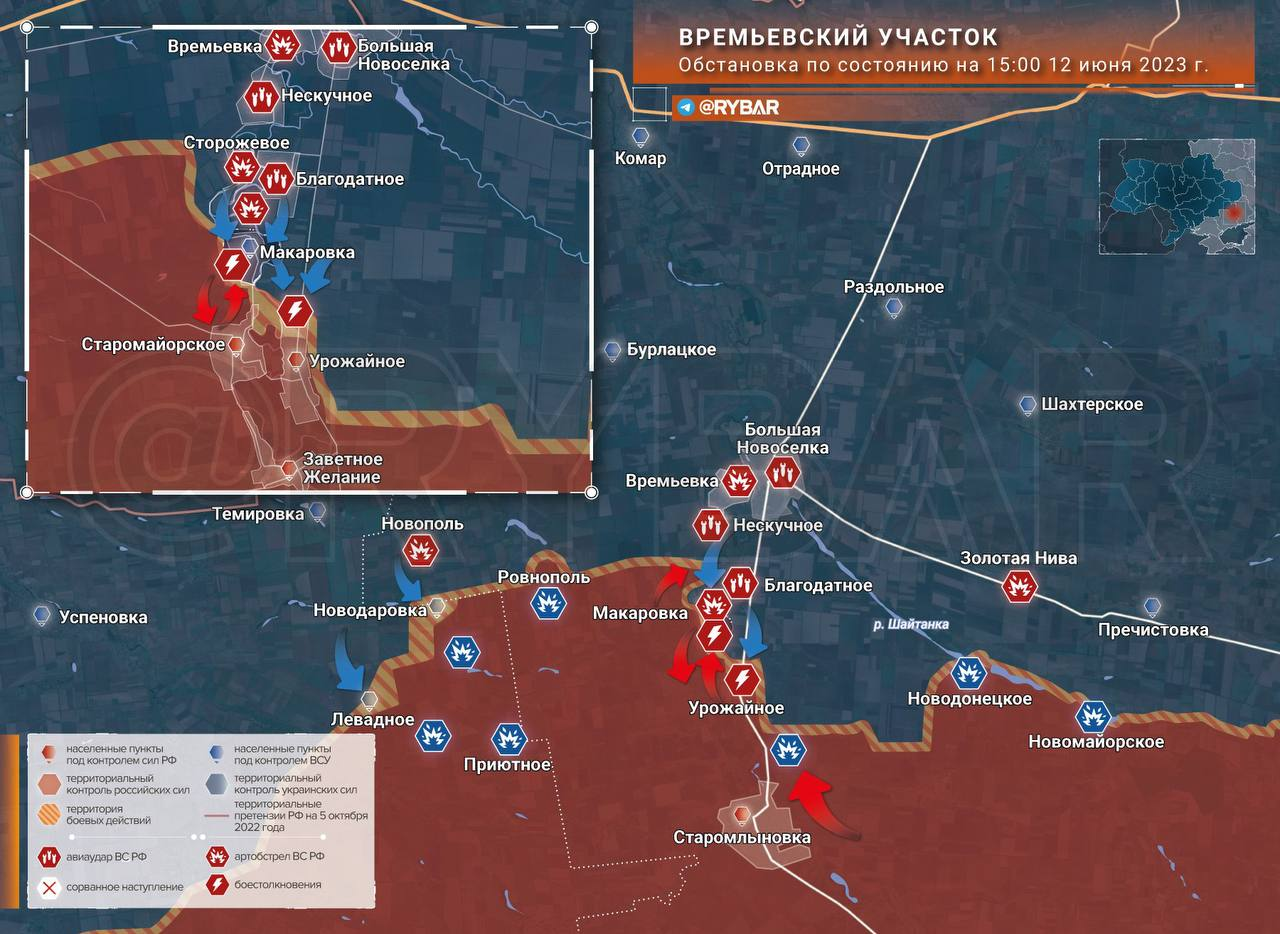 ВРЕМЬЕВСКИЙ УЧАСТОК
Обстановка по состоянию на 15:00 12 июня 2023 г.
@RYBAR
Времьевка
Большая
Новоселка
Нескучное
Сторожевое
Благодатное
Макаровка
Старомайорское
Урожайное
Заветное
Желание
Комар
Отрадное
Раздольное
Бурлацкое
Шахтерское
Большая
Новоселка
Времьевка
Нескучное
Темировка
Новополь
Золотая Нива
Ровнополь
Благодатное
Новодаровка
Макаровка
Успеновка
р. Шайтанка
Пречистовка
Новодонецкое
Урожайное
Левадное
Новомайорское
Приютное
Старомлыновка
населенные пункты
под контролем сил РФ
населенные пункты
под контролем ВСУ
территориальный
контроль российских сил
территориальный
контроль украинских сил
территория
боевых действий
территориальные
претензии РФ на 5 октября
2022 года
авиаудар ВС РФ
артобстрел ВС РФ
сорванное наступление
боестолкновения
@RYBAR